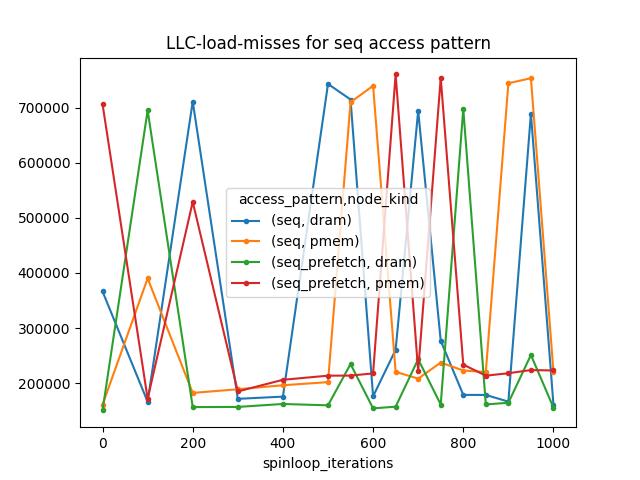 LLC-load-misses for seq access pattern
700000
600000
500000
400000
300000
200000
access_pattern,node_kind
(seq, dram)
(seq, pmem)
(seq_prefetch, dram)
(seq_prefetch, pmem)
0 200 400 600 800 1000
spinloop_iterations